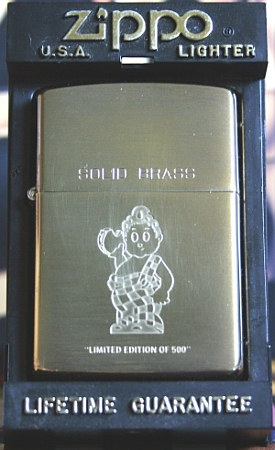 Zippo
U.S.A. LIGHTER
SOLID BRASS
"LIMITED EDITION OF 500"
LIFETIME GUARANTEE